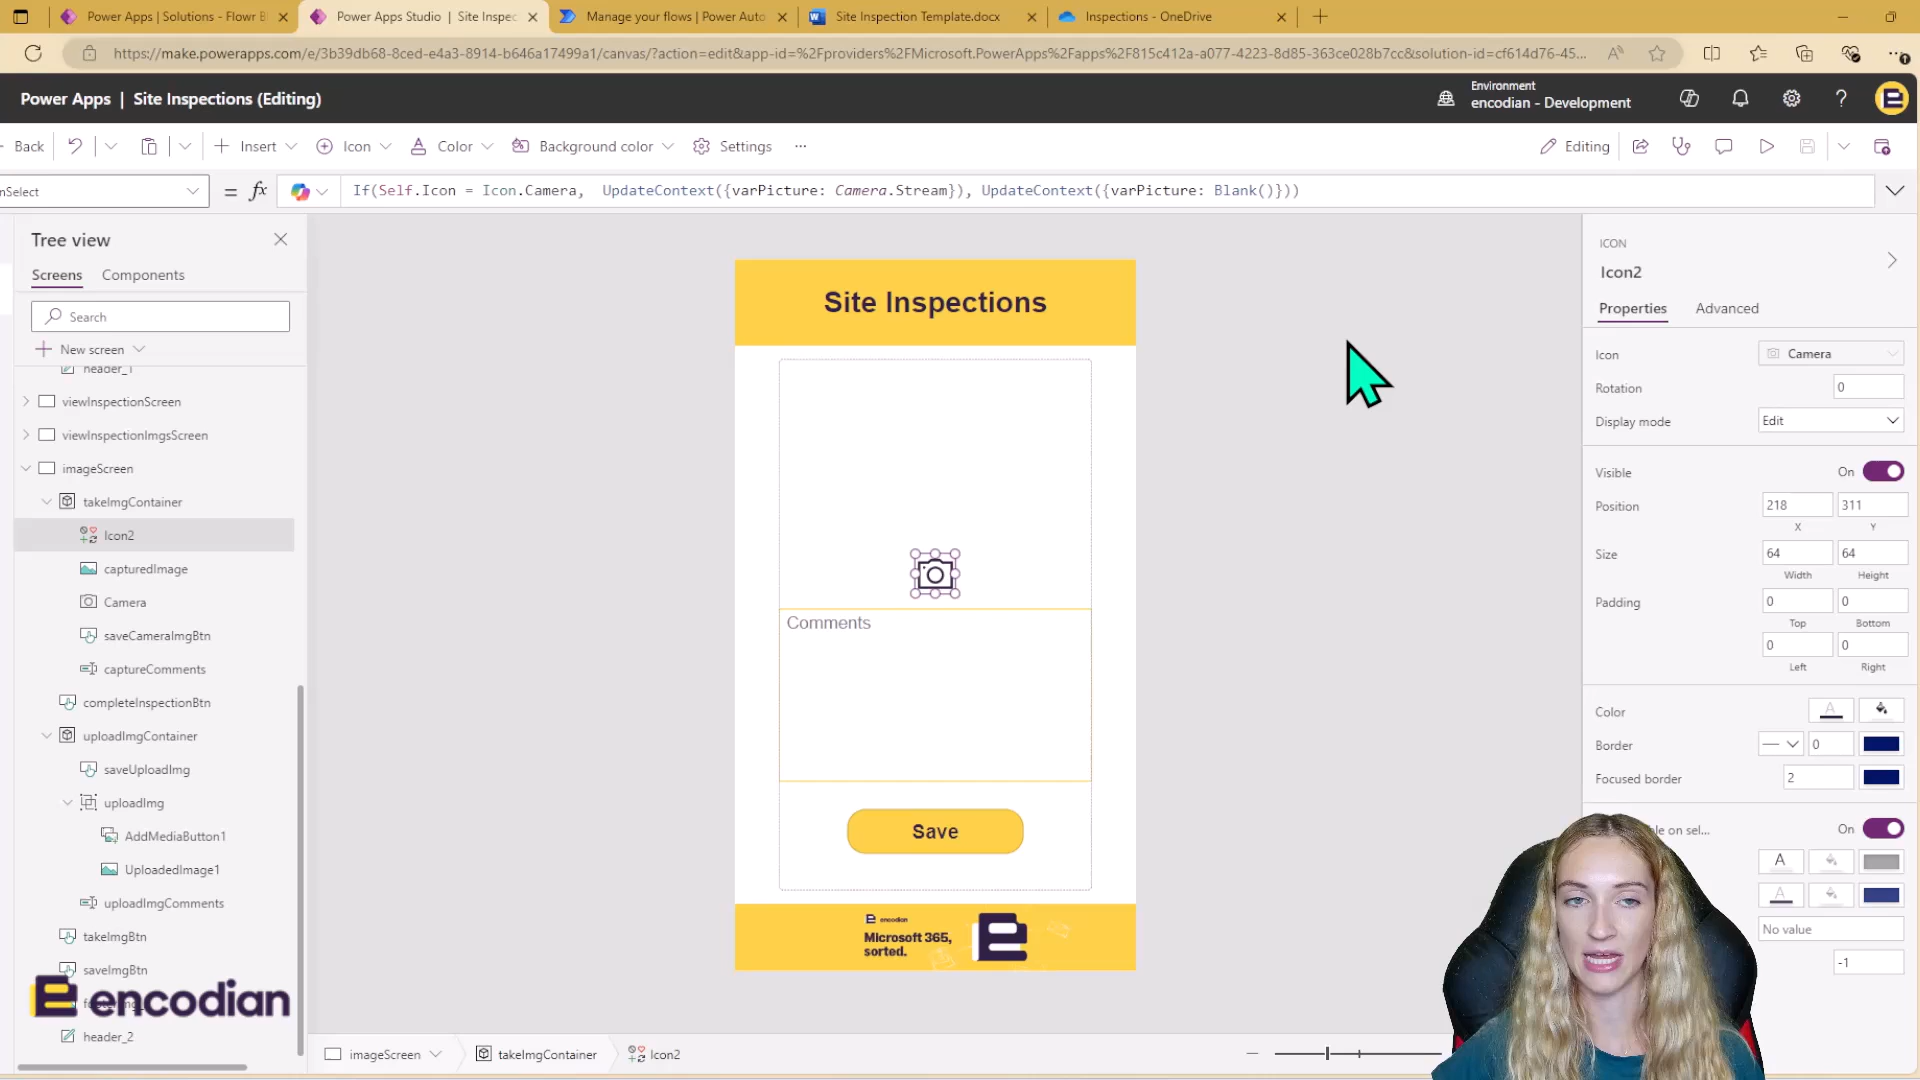 Power Apps | Solutions - Flowr B
Power Apps Studio | Site Inspec
Manage your flows | Power Auto
Site Inspection Template.docx
Inspections - OneDrive
https://make.powerapps.com/e/3b39db68-8ced-e4a3-8914-b646a17499a1/canvas/?action=edit&app-id=%2Fproviders%2FMicrosoft.PowerApps%2Fapps%2F815c412a-a077-4223-8d85-363ce028b7cc&solution-id=cf614d76-45...
Power Apps | Site Inspections (Editing)
Environment
encodian - Development
Back
Insert
Icon
Color
Background color
Settings
Editing
nSelect
= fx
If(Self.Icon = Icon.Camera, UpdateContext({varPicture: Camera.Stream}), UpdateContext({varPicture: Blank()}))
Tree view
Screens
Components
Search
New screen
header_1
viewInspectionScreen
viewInspectionImgsScreen
imageScreen
takeImgContainer
Icon2
capturedImage
Camera
saveCameraImgBtn
captureComments
completeInspectionBtn
uploadImgContainer
saveUploadImg
uploadImg
AddMediaButton1
UploadedImage1
uploadImgComments
takeImgBtn
saveImgBtn
encodian
header_2
Site Inspections
Comments
Save
encodian
Microsoft 365,
sorted.
imageScreen
takeImgContainer
Icon2
ICON
Icon2
Properties
Advanced
Icon
Camera
Rotation
0
Display mode
Edit
Visible
On
Position
218
311
X
Y
Size
64
64
Width
Height
Padding
0
0
Top
Bottom
0
0
Left
Right
Color
Border
0
Focused border
2
le on sel...
On
No value
-1